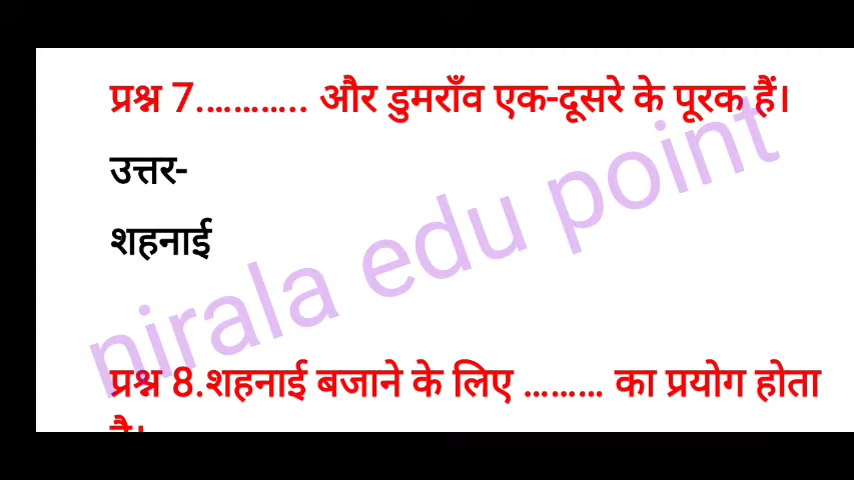 प्रश्न 7.……….. और डुमराँव एक-दूसरे के पूरक हैं।
उत्तर-
शहनाई
nirala edu point
प्रश्न 8.शहनाई बजाने के लिए ……… का प्रयोग होता
है।